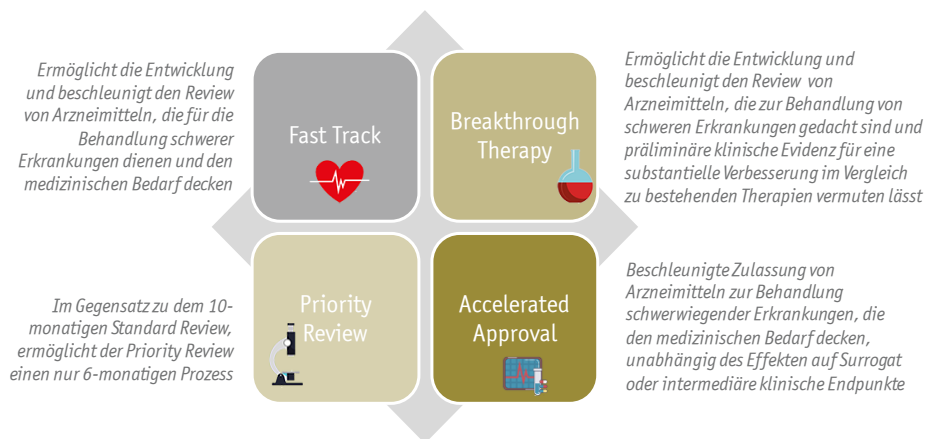 Ermöglicht die Entwicklung
und beschleunigt den Review
von Arzneimitteln, die für die
Behandlung schwerer
Erkrankungen dienen und den
medizinischen Bedarf decken
Fast Track
Breakthrough
Therapy
Ermöglicht die Entwicklung und
beschleunigt den Review von
Arzneimitteln, die zur Behandlung von
schweren Erkrankungen gedacht sind und
präliminäre klinische Evidenz für eine
substantielle Verbesserung im Vergleich
zu bestehenden Therapien vermuten lässt
Im Gegensatz zu dem 10-
monatigen Standard Review,
ermöglicht der Priority Review
einen nur 6-monatigen Prozess
Priority
Review
Accelerated
Approval
Beschleunigte Zulassung von
Arzneimitteln zur Behandlung
schwerwiegender Erkrankungen, die
den medizinischen Bedarf decken,
unabhängig des Effekten auf Surrogat
oder intermediäre klinische Endpunkte